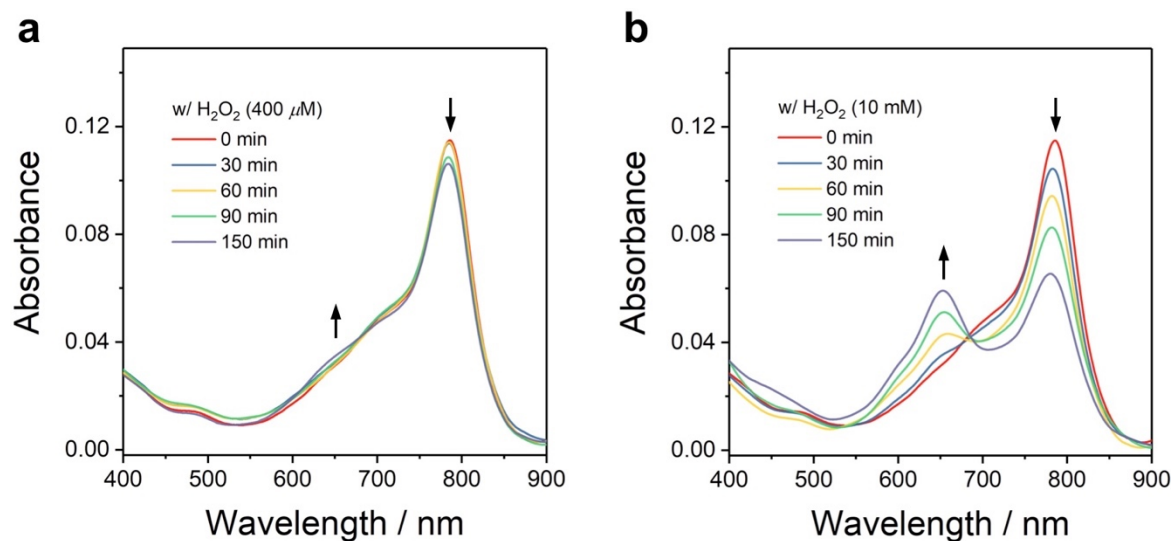 a
w/ H₂O₂ (400 μM)
0 min
30 min
60 min
90 min
150 min
0.12
0.08
0.04
0.00
400 500 600 700 800 900
Absorbance
Wavelength / nm
b
w/ H₂O₂ (10 mM)
0 min
30 min
60 min
90 min
150 min
0.12
0.08
0.04
0.00
400 500 600 700 800 900
Absorbance
Wavelength / nm